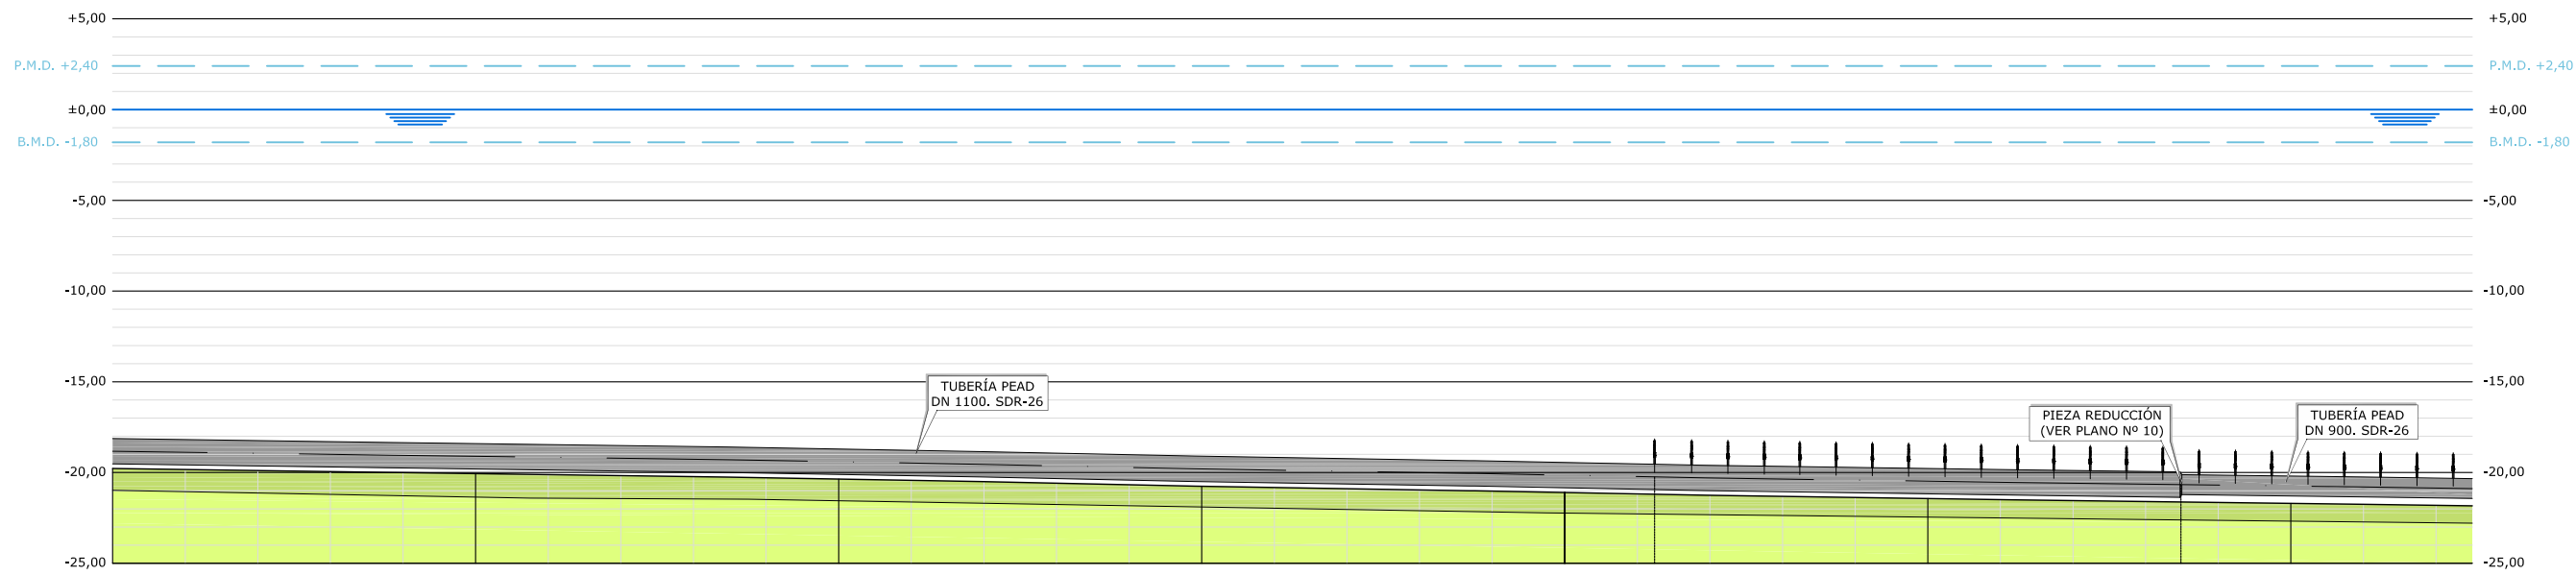 +5,00
+5,00
P.M.D. +2,40
P.M.D. +2,40
±0,00
±0,00
B.M.D. -1,80
B.M.D. -1,80
-5,00
-5,00
-10,00
-10,00
-15,00
-15,00
TUBERÍA PEAD
DN 1100. SDR-26
PIEZA REDUCCIÓN
(VER PLANO Nº 10)
TUBERÍA PEAD
DN 900. SDR-26
-20,00
-20,00
-25,00
-25,00